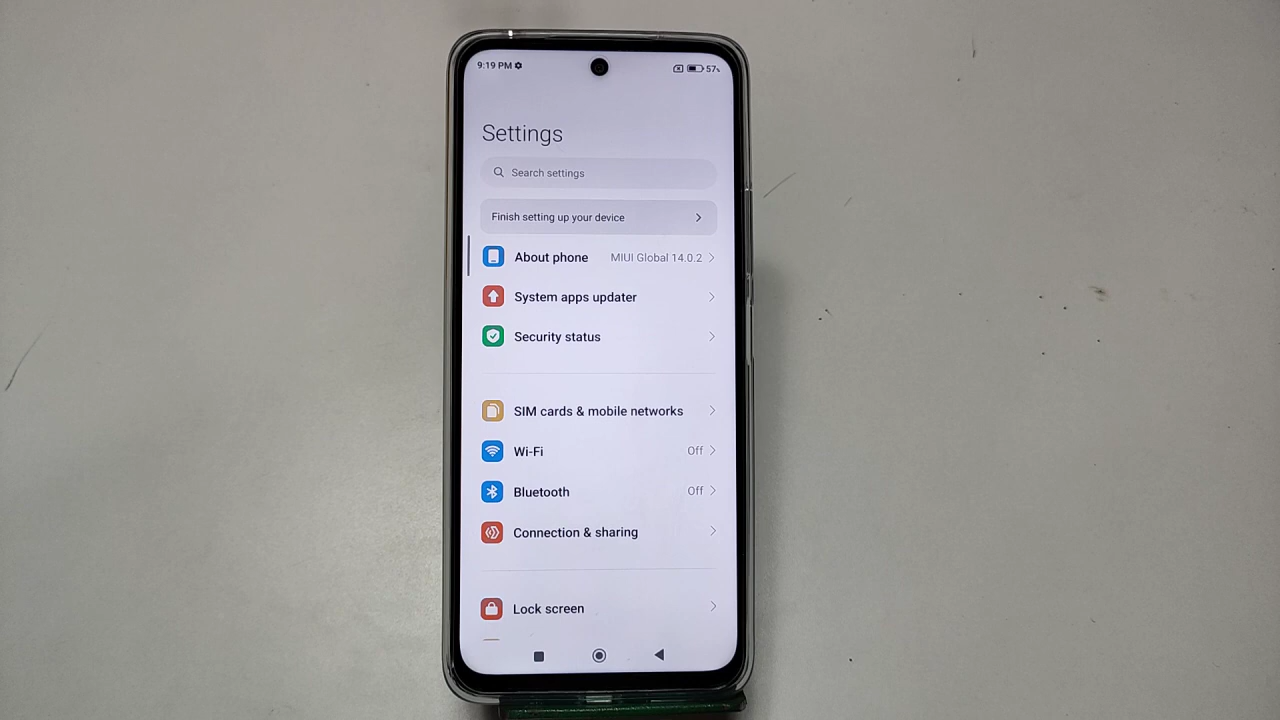 9:19 PM 57%
Settings
Search settings
Finish setting up your device
About phone MIUI Global 14.0.2
System apps updater
Security status
SIM cards & mobile networks
Wi-Fi Off
Bluetooth Off
Connection & sharing
Lock screen